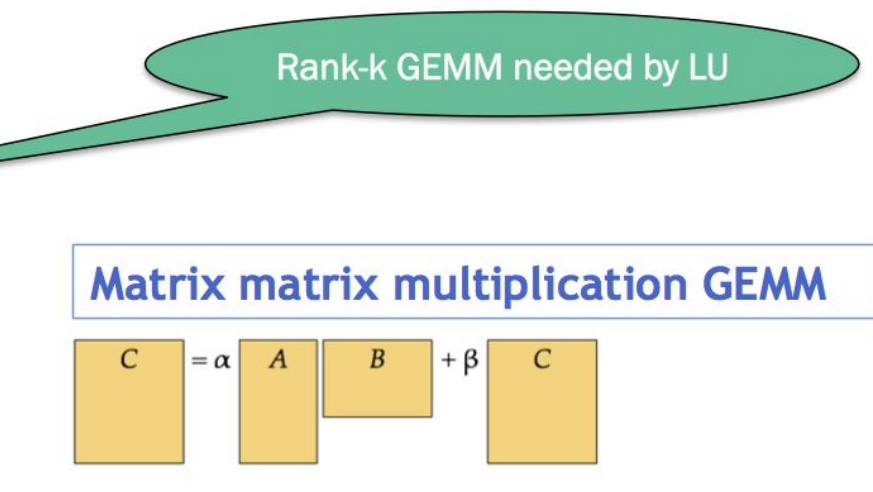 Rank-k GEMM needed by LU
Matrix matrix multiplication GEMM
C = α A B + β C